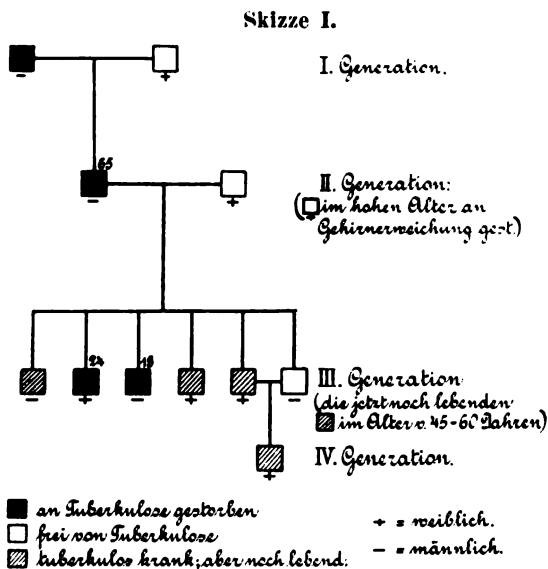 Skizze I.
I. Generation.
65
II. Generation:
(im hohen Alter an
Gehirnerweichung gest.)
24 18
III. Generation
(die jetzt noch lebenden
im Alter v. 45-60 Jahren)
IV. Generation.
an Tuberkulose gestorben
frei von Tuberkulose
tuberkulos krank; aber noch lebend.
+ = weiblich.
- = männlich.